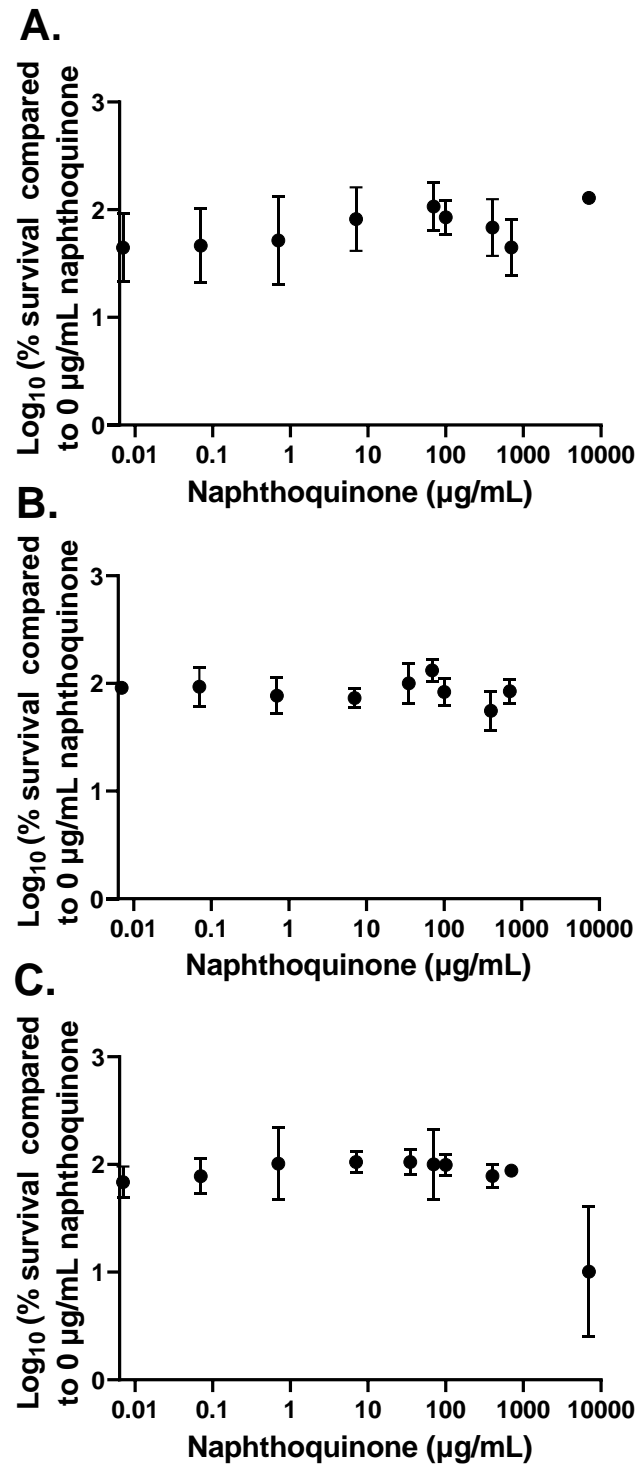 A.
Log10 (% survival compared
to 0 µg/mL naphthoquinone
3
2
1
0
0.01 0.1 1 10 100 1000 10000
Naphthoquinone (µg/mL)
B.
Log10 (% survival compared
to 0 µg/mL naphthoquinone
3
2
1
0
0.01 0.1 1 10 100 1000 10000
Naphthoquinone (µg/mL)
C.
Log10 (% survival compared
to 0 µg/mL naphthoquinone
3
2
1
0
0.01 0.1 1 10 100 1000 10000
Naphthoquinone (µg/mL)